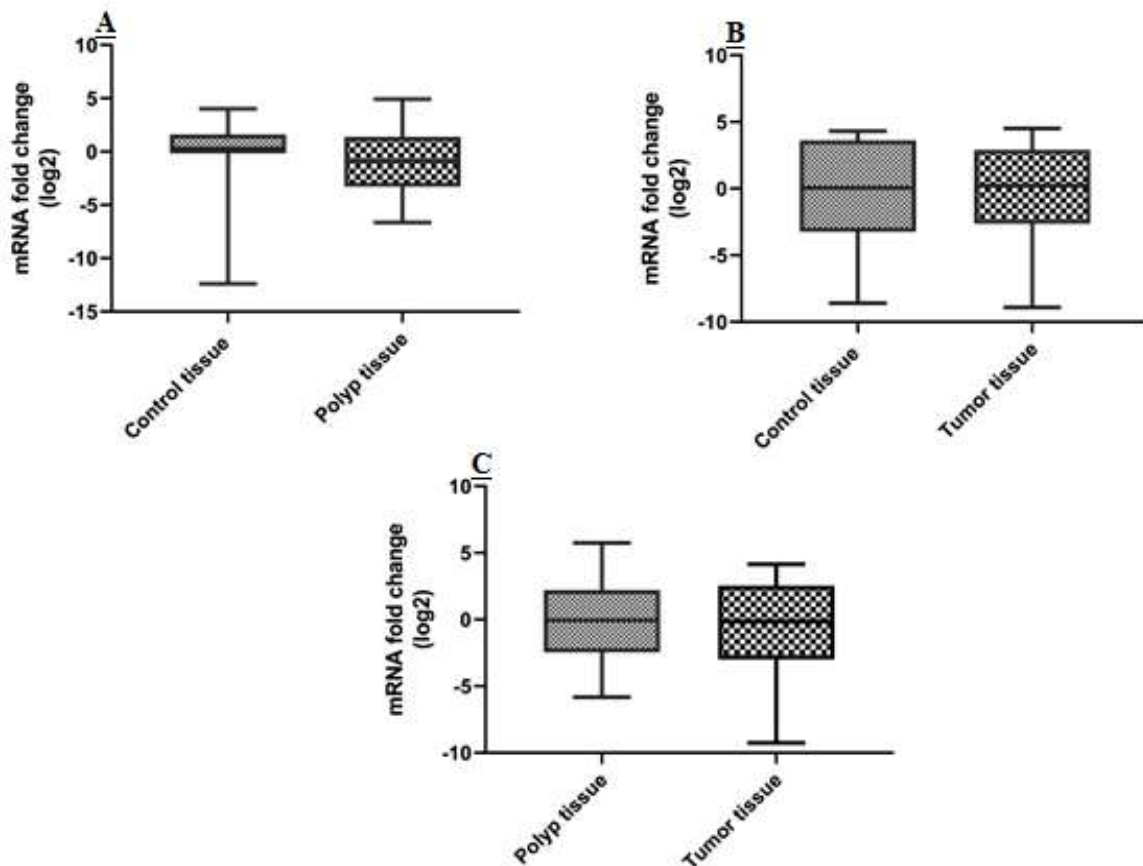 A
mRNA fold change
(log2)
10
5
0
-5
-10
-15
Control tissue
Polyp tissue
B
mRNA fold change
(log2)
10
5
0
-5
-10
Control tissue
Tumor tissue
C
mRNA fold change
(log2)
10
5
0
-5
-10
Polyp tissue
Tumor tissue